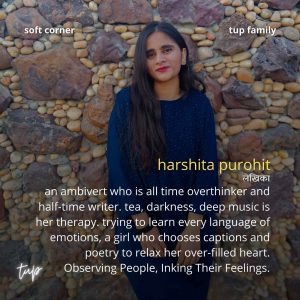 soft corner
tup family
harshita purohit
लेखिका
an ambivert who is all time overthinker and
half-time writer. tea, darkness, deep music is
her therapy. trying to learn every language of
emotions, a girl who chooses captions and
poetry to relax her over-filled heart.
Observing People, Inking Their Feelings.
tup